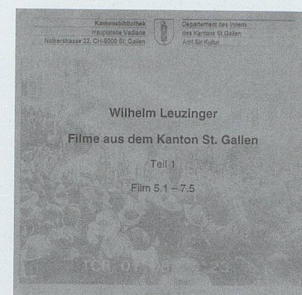 Kantonsbibliothek
Hauptstelle Vadiana
Notkerstrasse 22, CH-9000 St. Gallen
Departement des Innern
des Kantons St.Gallen
Amt für Kultur
Wilhelm Leuzinger
Filme aus dem Kanton St. Gallen
Teil 1
Film 5.1 – 7.5